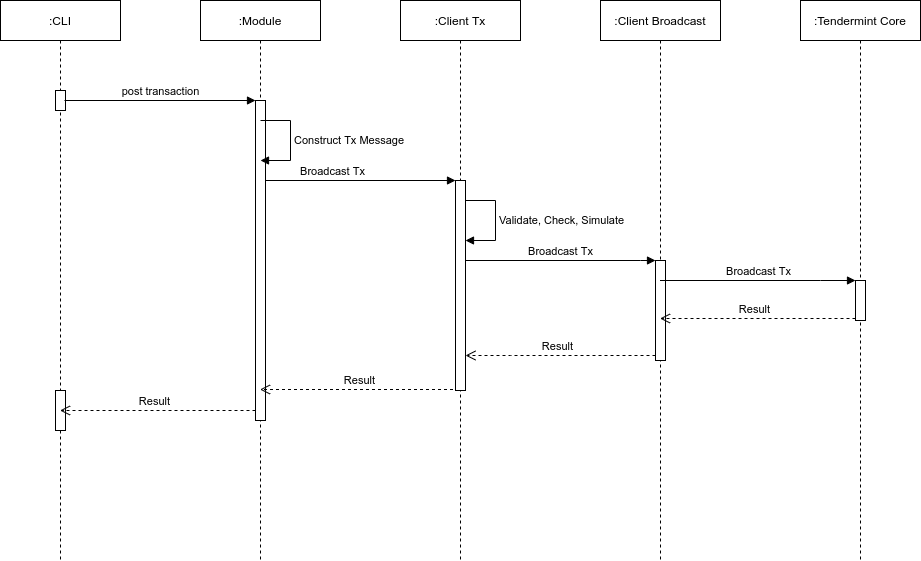 :CLI
:Module
:Client Tx
:Client Broadcast
:Tendermint Core
post transaction
Construct Tx Message
Broadcast Tx
Validate, Check, Simulate
Broadcast Tx
Broadcast Tx
Result
Result
Result
Result